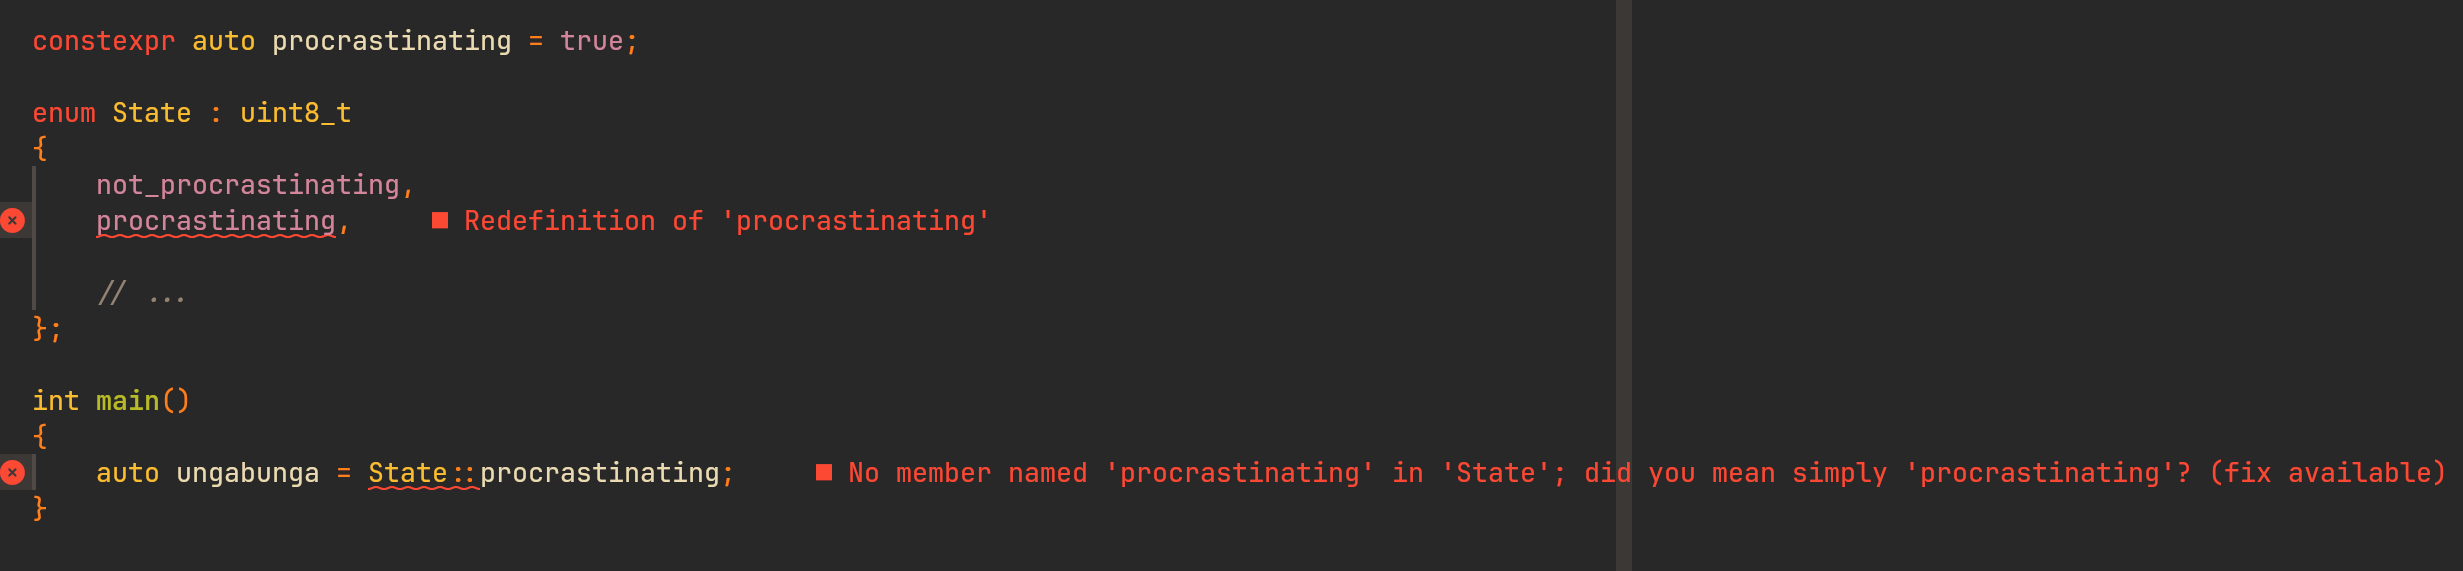 constexpr auto procrastinating = true;
enum State : uint8_t
{
    not_procrastinating,
    procrastinating,     ■ Redefinition of 'procrastinating'
    // ...
};
int main()
{
    auto ungabunga = State::procrastinating;     ■ No member named 'procrastinating' in 'State'; did you mean simply 'procrastinating'? (fix available)
}